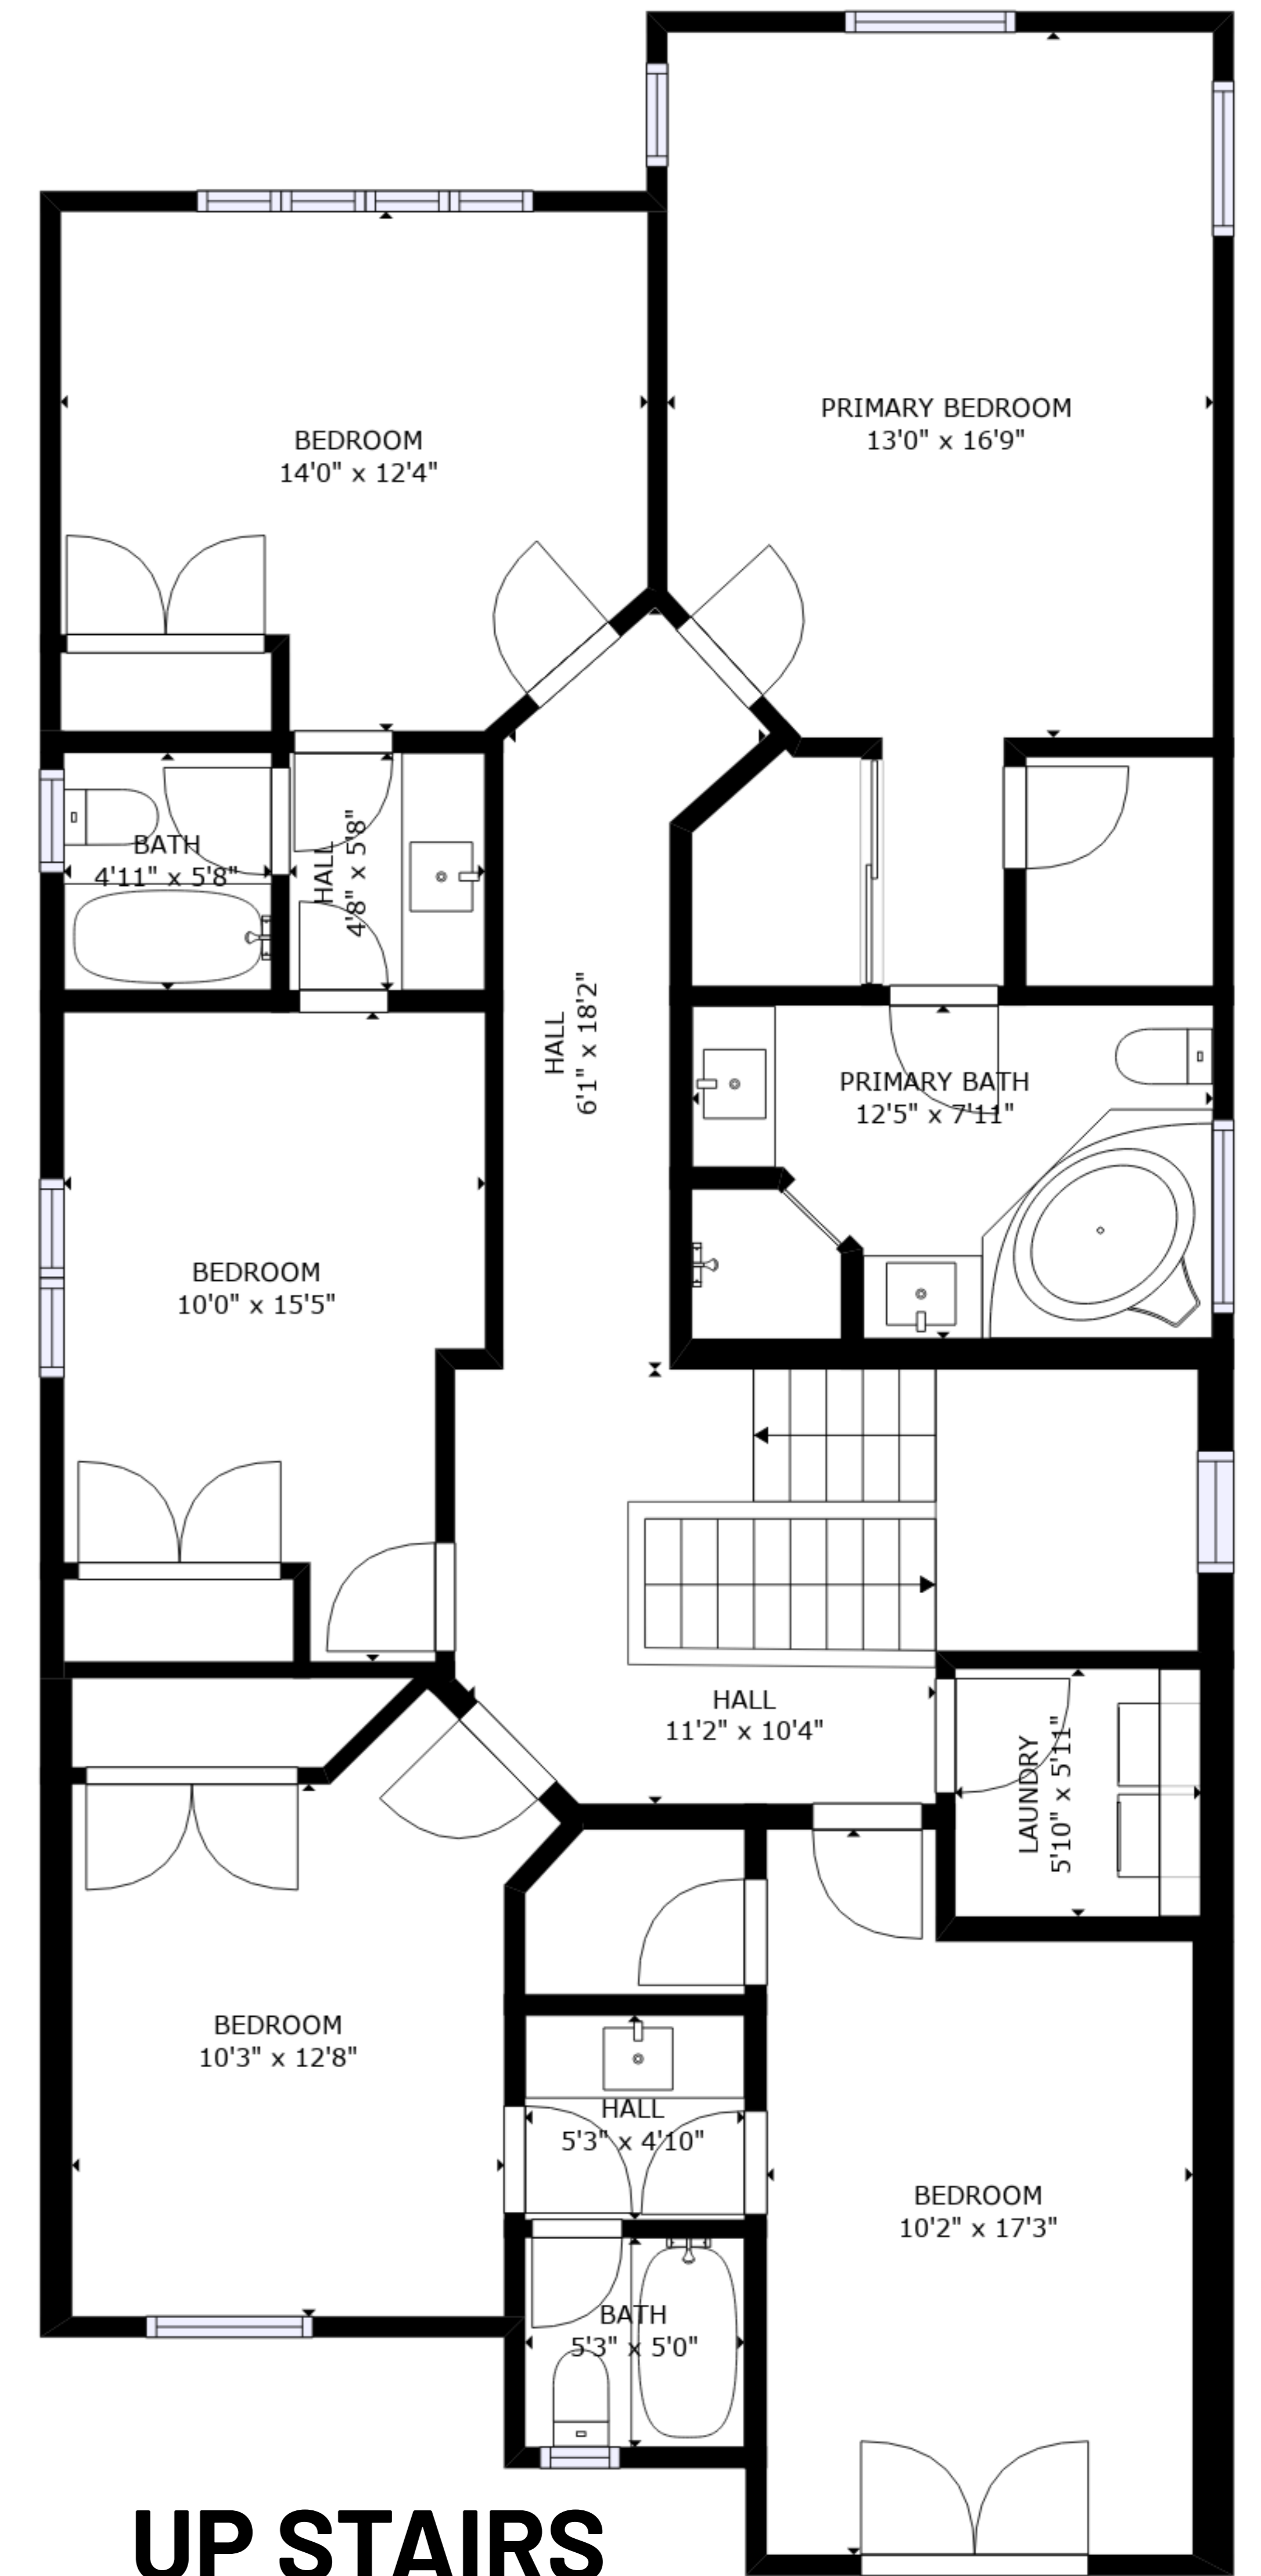 PRIMARY BEDROOM
13'0" x 16'9"
BEDROOM
14'0" x 12'4"
BATH
4'11" x 5'8"
HALL
4'8" x 5'8"
HALL
6'1" x 18'2"
PRIMARY BATH
12'5" x 7'11"
BEDROOM
10'0" x 15'5"
HALL
11'2" x 10'4"
LAUNDRY
5'10" x 5'11"
BEDROOM
10'3" x 12'8"
HALL
5'3" x 4'10"
BEDROOM
10'2" x 17'3"
BATH
5'3" x 5'0"
UP STAIRS